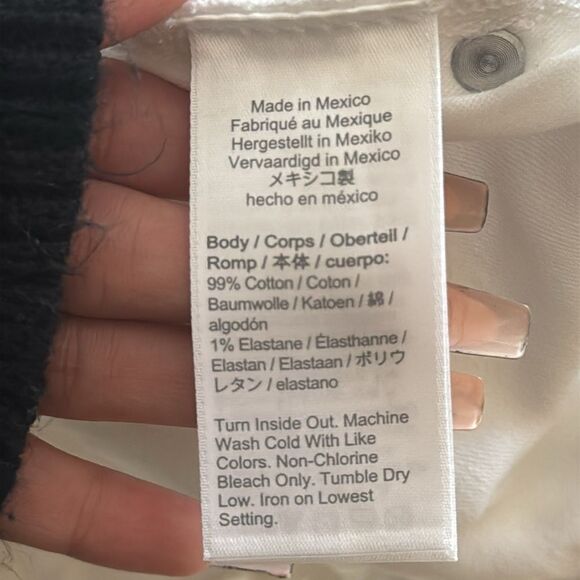 Made in Mexico
Fabriqué au Mexique
Hergestellt in Mexiko
Vervaardigd in Mexico
メキシコ製
hecho en méxico
Body / Corps / Oberteil /
Romp / 本体 / cuerpo:
99% Cotton / Coton /
Baumwolle / Katoen / 綿 /
algodón
1% Elastane / Élasthanne /
Elastan / Elastaan / ポリウ
レタン / elastano
Turn Inside Out. Machine
Wash Cold With Like
Colors. Non-Chlorine
Bleach Only. Tumble Dry
Low. Iron on Lowest
Setting.